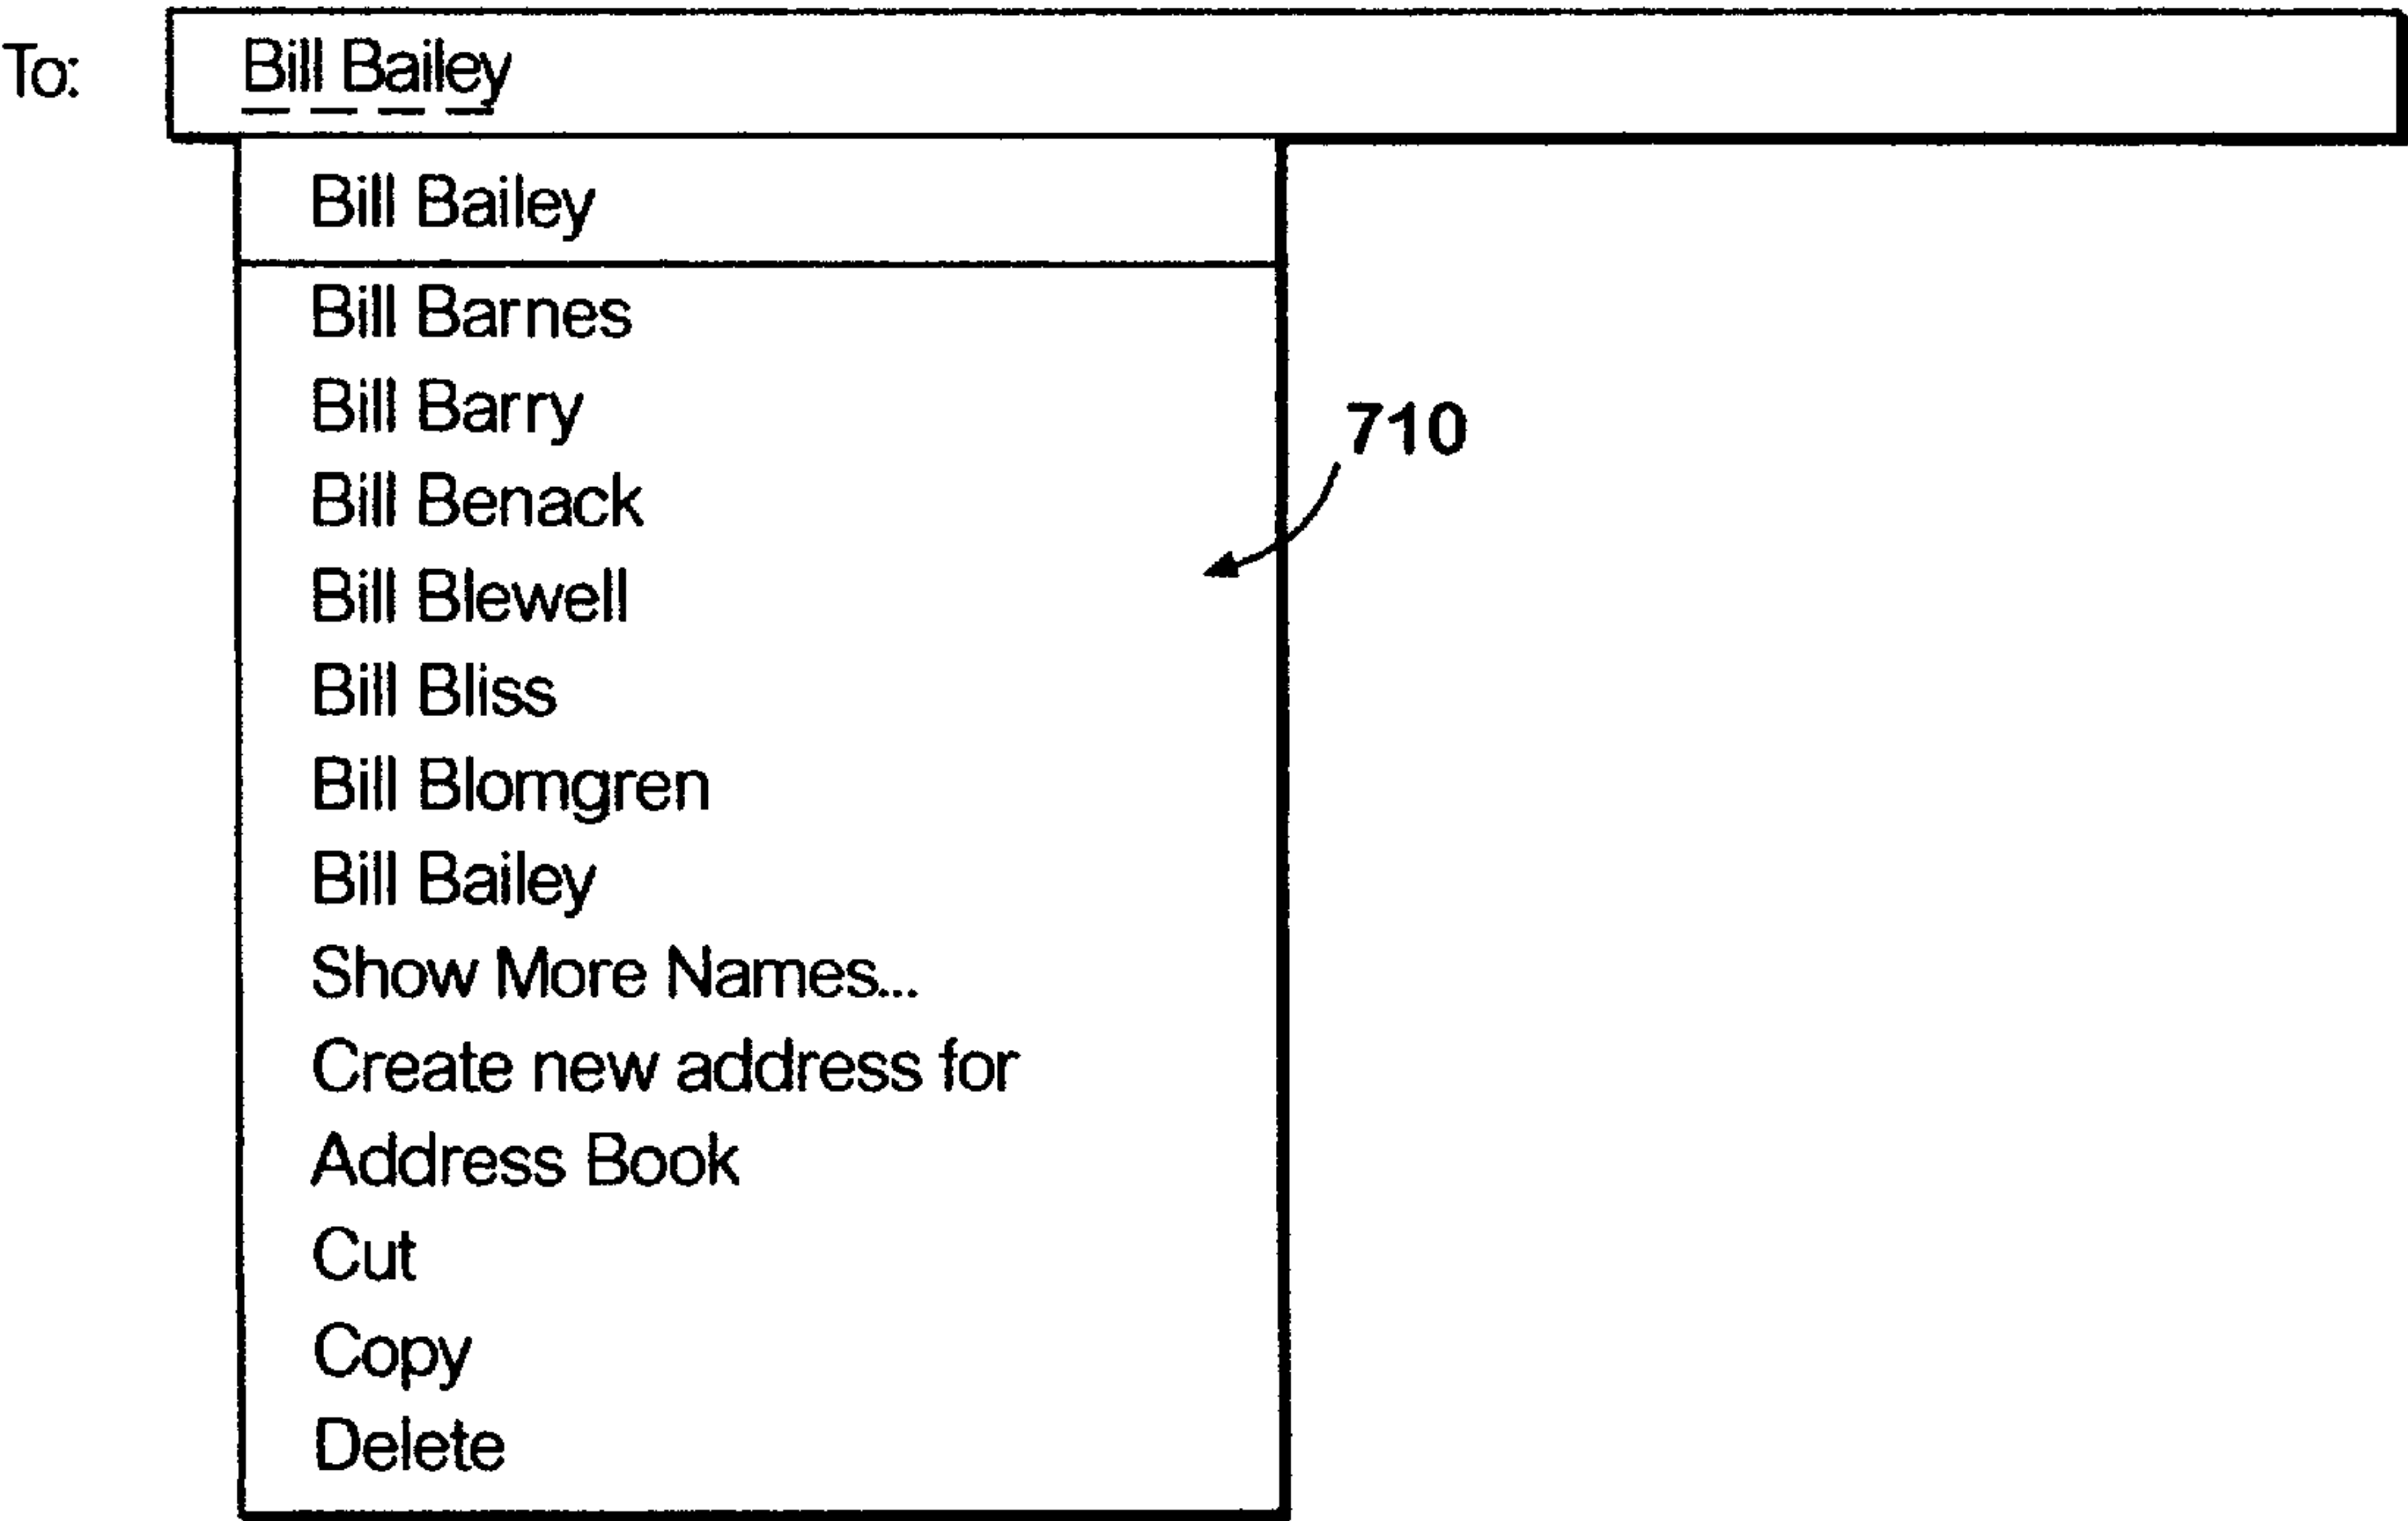 To: Bill Bailey
Bill Bailey
Bill Barnes
Bill Barry
710
Bill Benack
Bill Blewell
Bill Bliss
Bill Blomgren
Bill Bailey
Show More Names...
Create new address for
Address Book
Cut
Copy
Delete